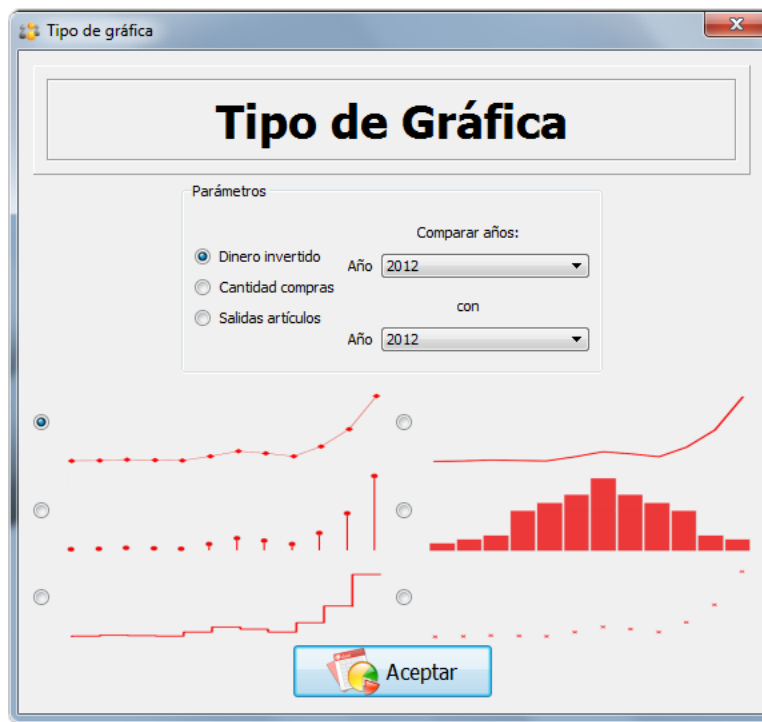 Tipo de gráfica
Tipo de Gráfica
Parámetros
Comparar años:
Dinero invertido
Año 2012
Cantidad compras
con
Salidas artículos
Año 2012
Aceptar